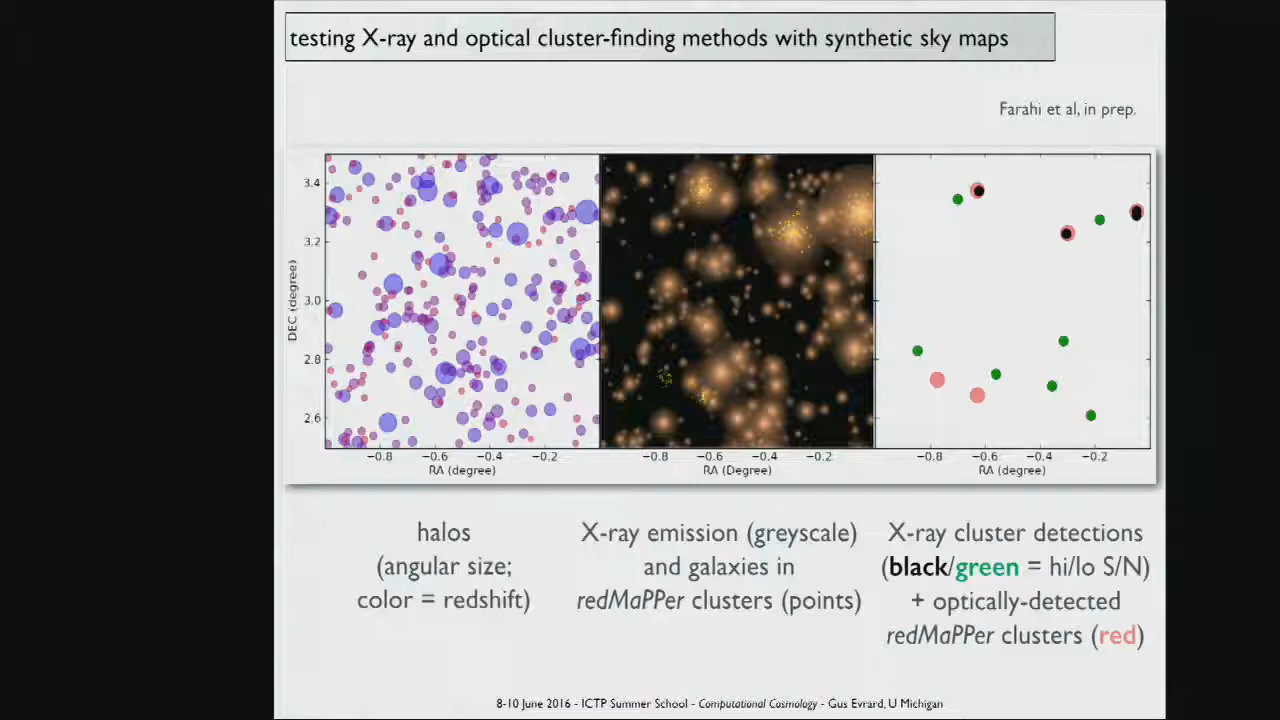 testing X-ray and optical cluster-finding methods with synthetic sky maps
Farahi et al, in prep.
DEC (degree)
3.4
3.2
3.0
2.8
2.6
−0.8 −0.6 −0.4 −0.2
RA (degree)
−0.8 −0.6 −0.4 −0.2
RA (Degree)
−0.8 −0.6 −0.4 −0.2
RA (degree)
halos
(angular size;
color = redshift)
X-ray emission (greyscale)
and galaxies in
redMaPPer clusters (points)
X-ray cluster detections
(black/green = hi/lo S/N)
+ optically-detected
redMaPPer clusters (red)
8-10 June 2016 - ICTP Summer School - Computational Cosmology - Gus Evrard, U Michigan